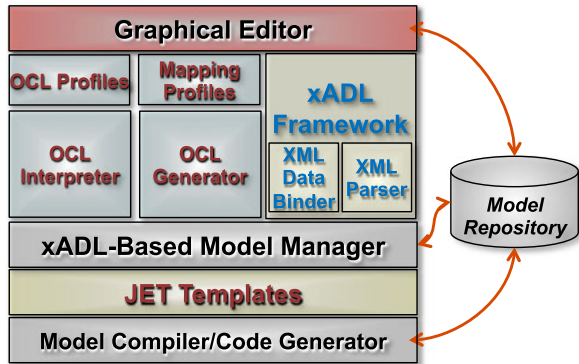 Graphical Editor
OCL Profiles
Mapping
Profiles
xADL
Framework
OCL
Interpreter
OCL
Generator
XML
Data
Binder
XML
Parser
Model
Repository
xADL-Based Model Manager
JET Templates
Model Compiler/Code Generator